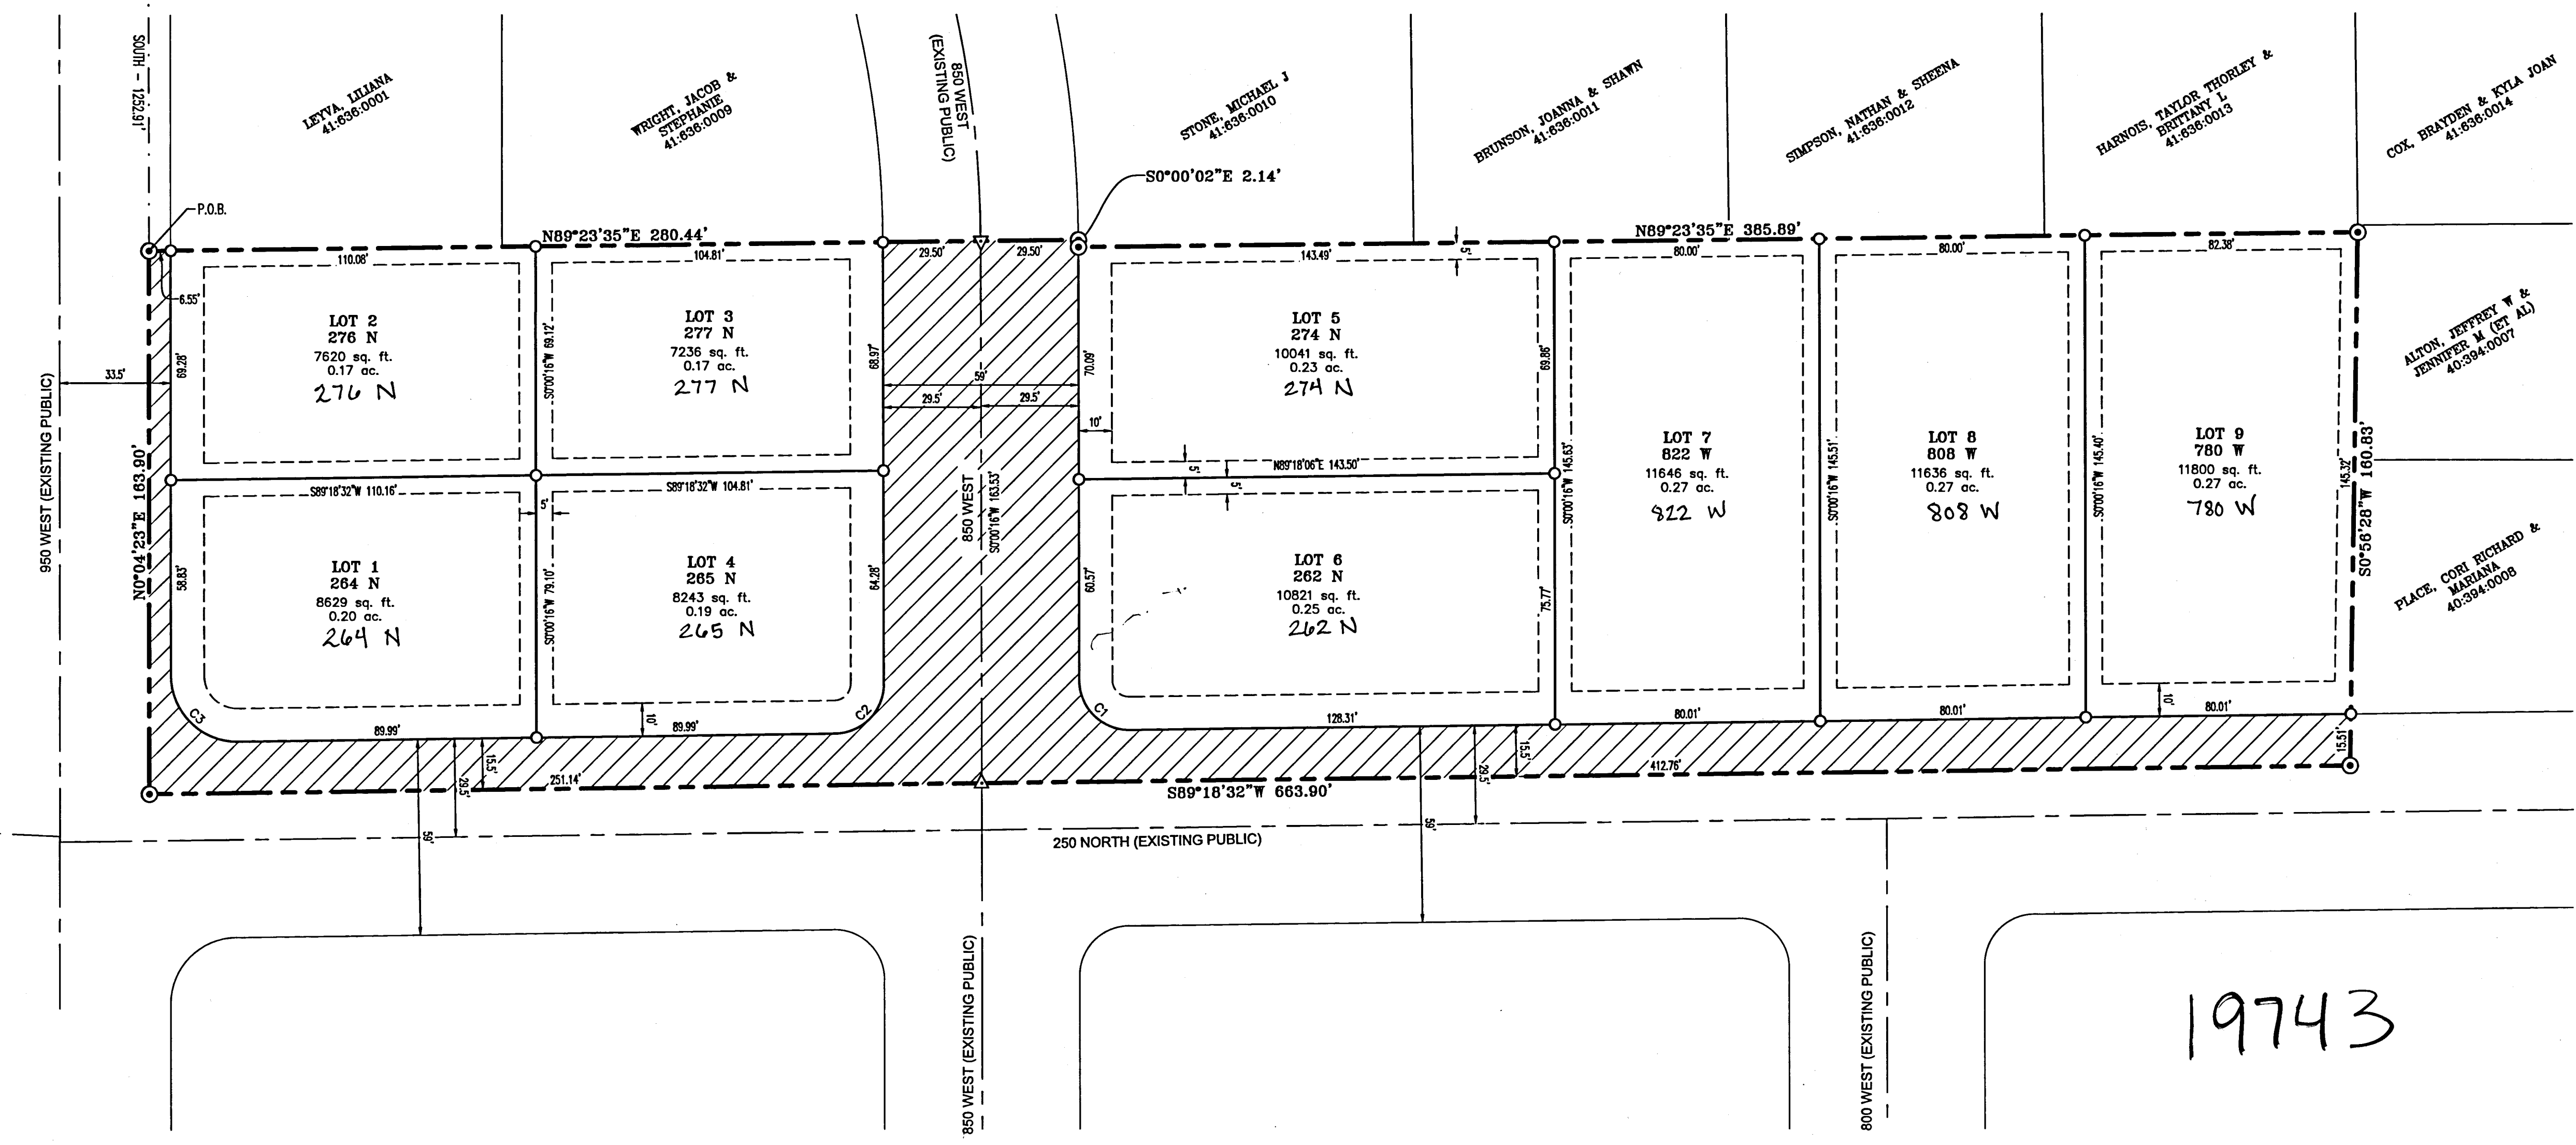 SOUTH - 1252.91'
LEYVA, LILIANA
41:636:0001
WRIGHT, JACOB &
STEPHANIE
41:636:0009
850 WEST
(EXISTING PUBLIC)
STONE, MICHAEL J
41:636:0010
BRUNSON, JOANNA & SHAWN
41:636:0011
SIMPSON, NATHAN & SHEENA
41:636:0012
HARNOIS, TAYLOR THORLEY &
BRITTANY L
41:636:0013
COX, BRAYDEN & KYLA JOAN
41:636:0014
S0°00'02"E 2.14'
P.O.B.
N89°23'35"E 280.44'
N89°23'35"E 385.89'
110.08'
104.81'
29.50'
29.50'
143.49'
5'
80.00'
80.00'
82.38'
6.55'
LOT 2
276 N
7620 sq. ft.
0.17 ac.
276 N
69.28'
S0°00'16"W 69.12'
LOT 3
277 N
7236 sq. ft.
0.17 ac.
277 N
68.97'
59'
29.5'
29.5'
70.09'
LOT 5
274 N
10041 sq. ft.
0.23 ac.
274 N
69.86'
10'
33.5'
950 WEST (EXISTING PUBLIC)
N0°04'23"E 163.90'
S89°18'32"W 110.16'
S89°18'32"W 104.81'
5'
850 WEST
S0°00'16"W 163.53'
5'
5'
N89°18'06"E 143.50'
S0°00'16"W 145.63'
LOT 7
822 W
11646 sq. ft.
0.27 ac.
822 W
S0°00'16"W 145.51'
LOT 8
808 W
11636 sq. ft.
0.27 ac.
808 W
S0°00'16"W 145.40'
LOT 9
780 W
11800 sq. ft.
0.27 ac.
780 W
145.32'
S0°56'28"W 160.83'
ALTON, JEFFREY W &
JENNIFER M (ET AL)
40:394:0007
PLACE, CORI RICHARD &
MARIANA
40:394:0008
58.83'
LOT 1
264 N
8629 sq. ft.
0.20 ac.
264 N
S0°00'16"W 79.10'
LOT 4
265 N
8243 sq. ft.
0.19 ac.
265 N
64.28'
60.57'
LOT 6
262 N
10821 sq. ft.
0.25 ac.
262 N
75.77'
C3
89.99'
10'
89.99'
C2
C1
128.31'
80.01'
80.01'
10'
80.01'
15.51'
15.5'
29.5'
59'
251.14'
S89°18'32"W 663.90'
15.5'
29.5'
59'
412.76'
250 NORTH (EXISTING PUBLIC)
850 WEST (EXISTING PUBLIC)
800 WEST (EXISTING PUBLIC)
19743